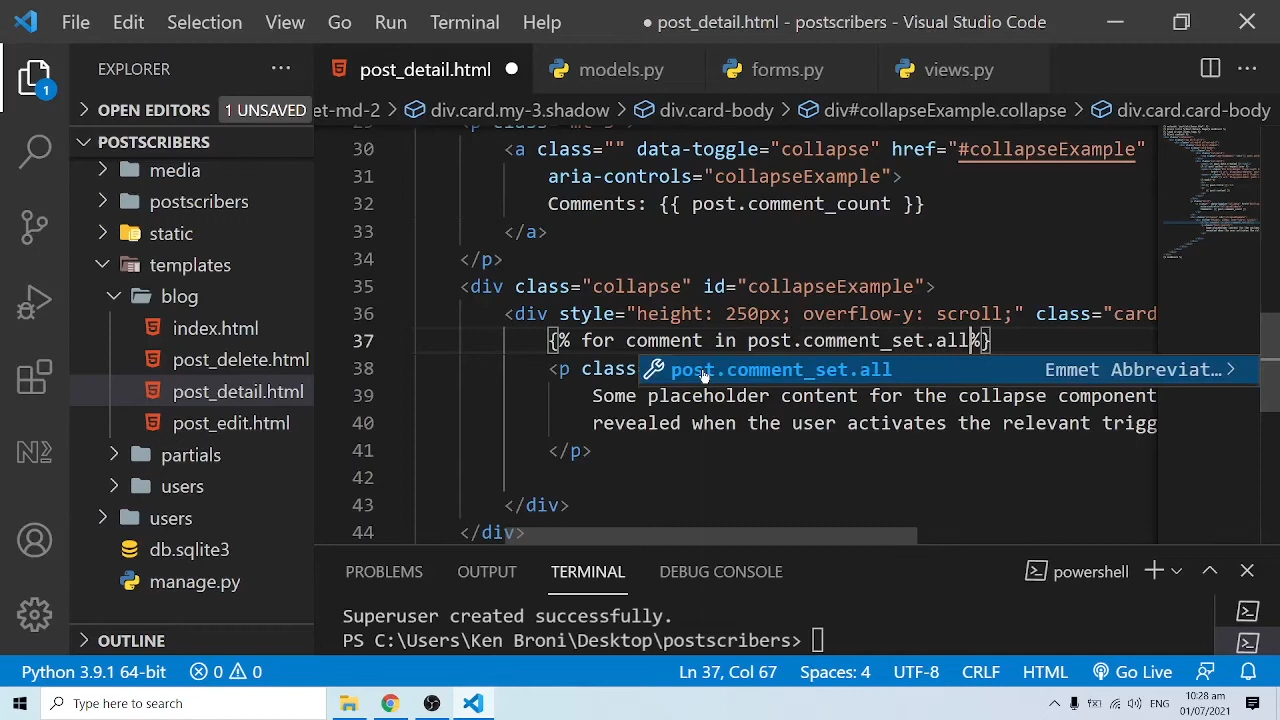 File Edit Selection View Go Run Terminal Help
● post_detail.html - postscribers - Visual Studio Code
EXPLORER
post_detail.html ●
models.py
forms.py
views.py
OPEN EDITORS 1 UNSAVED
et-md-2 > div.card.my-3.shadow > div.card-body > div#collapseExample.collapse > div.card.card-body
1
POSTSCRIBERS
media
postscribers
static
templates
blog
index.html
post_delete.html
post_detail.html
post_edit.html
partials
users
users
db.sqlite3
manage.py
OUTLINE
30 <a class="" data-toggle="collapse" href="#collapseExample"
31 aria-controls="collapseExample">
32 Comments: {{ post.comment_count }}
33 </a>
34 </p>
35 <div class="collapse" id="collapseExample">
36 <div style="height: 250px; overflow-y: scroll;" class="card
37 {% for comment in post.comment_set.all%}
38 <p clas
post.comment_set.all Emmet Abbreviat…
39 Some placeholder content for the collapse component
40 revealed when the user activates the relevant trigg
41 </p>
42
43 </div>
44 </div>
PROBLEMS OUTPUT TERMINAL DEBUG CONSOLE
powershell
Superuser created successfully.
PS C:\Users\Ken Broni\Desktop\postscribers>
Python 3.9.1 64-bit 0 0 Ln 37, Col 67 Spaces: 4 UTF-8 CRLF HTML Go Live
Type here to search
ENG
10:28 am
01/07/2021